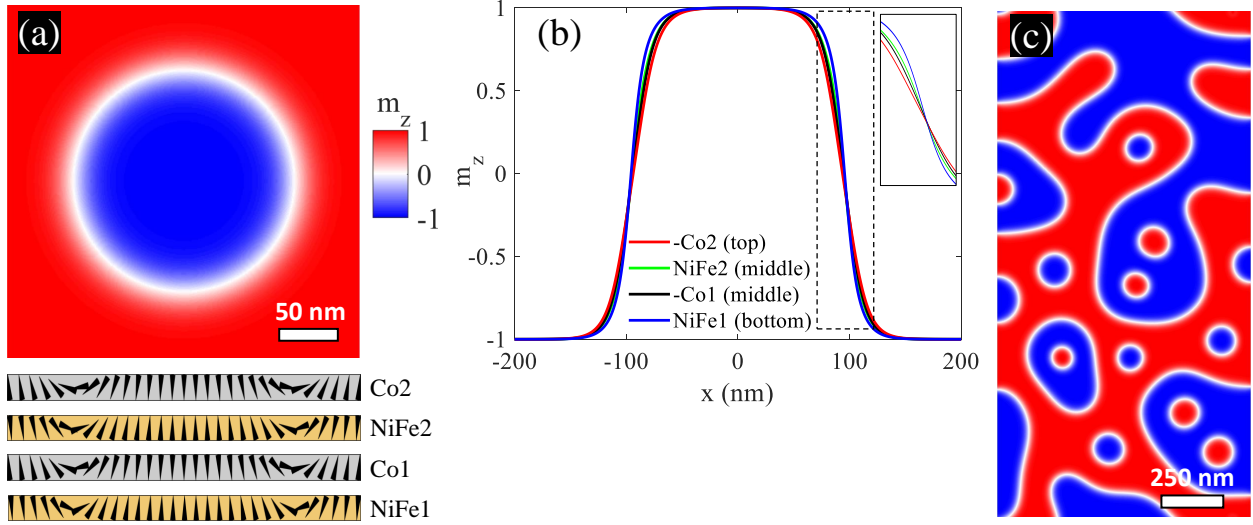 (a)
m
z
1
0
-1
50 nm
Co2
NiFe2
Co1
NiFe1
(b)
m_z
1
0.5
0
-0.5
-1
-200
-100
0
100
200
x (nm)
-Co2 (top)
NiFe2 (middle)
-Co1 (middle)
NiFe1 (bottom)
(c)
250 nm